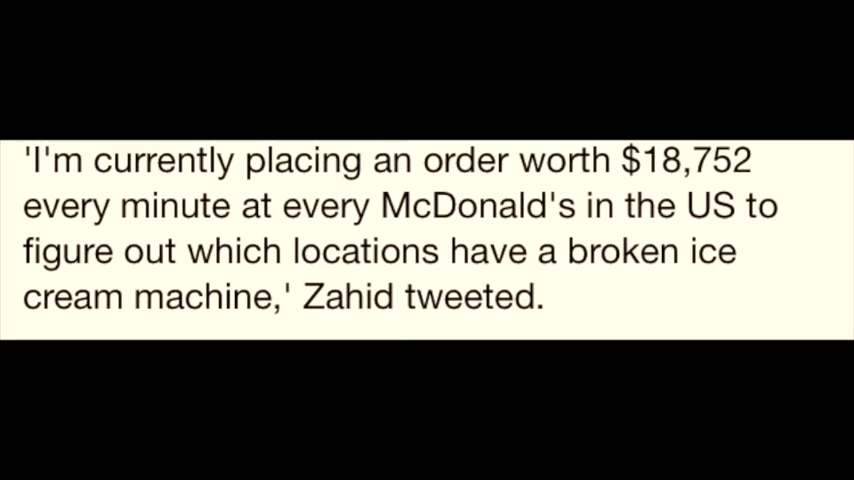 'I'm currently placing an order worth $18,752
every minute at every McDonald's in the US to
figure out which locations have a broken ice
cream machine,' Zahid tweeted.